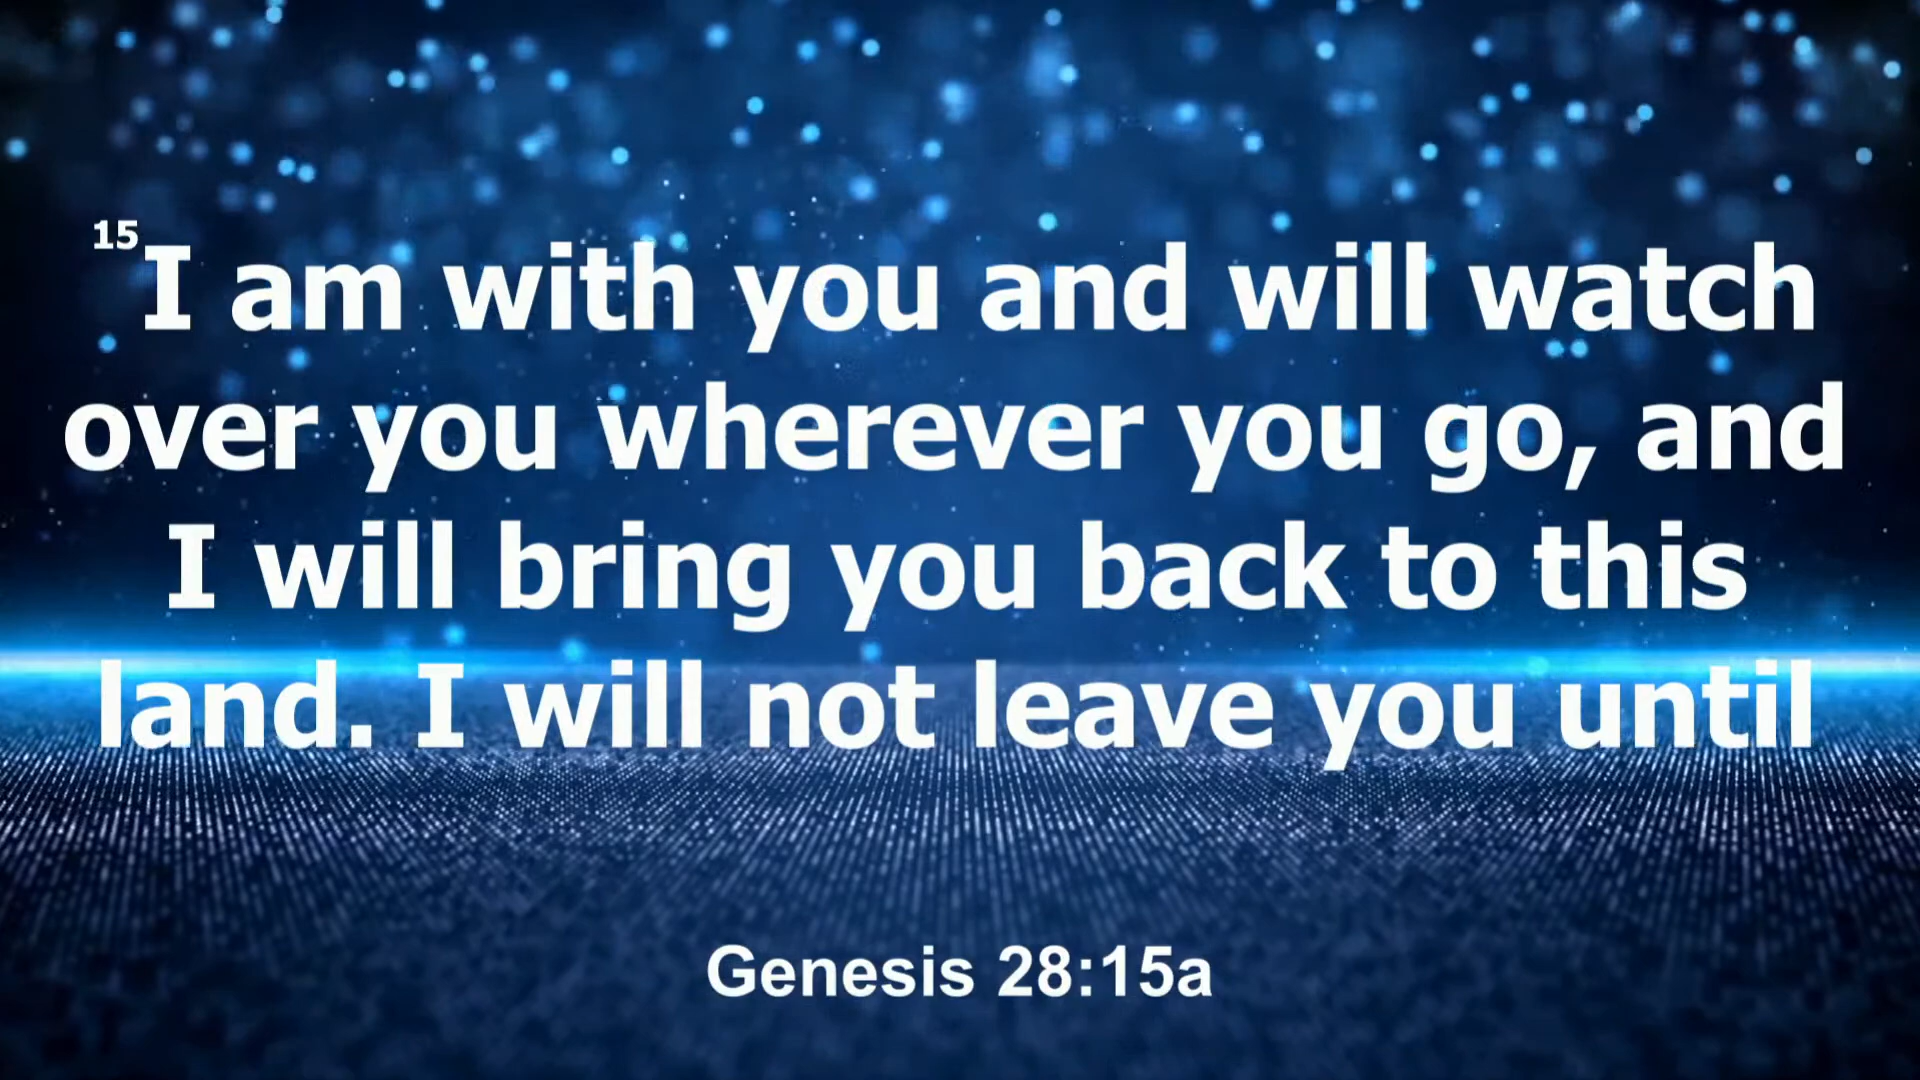 15I am with you and will watch
over you wherever you go, and
I will bring you back to this
land. I will not leave you until
Genesis 28:15a